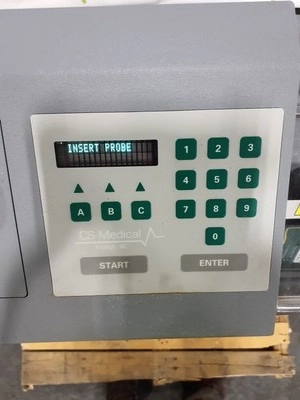 INSERT PROBE
1 2 3
4 5 6
7 8 9
0
A B C
CS Medical
START
ENTER